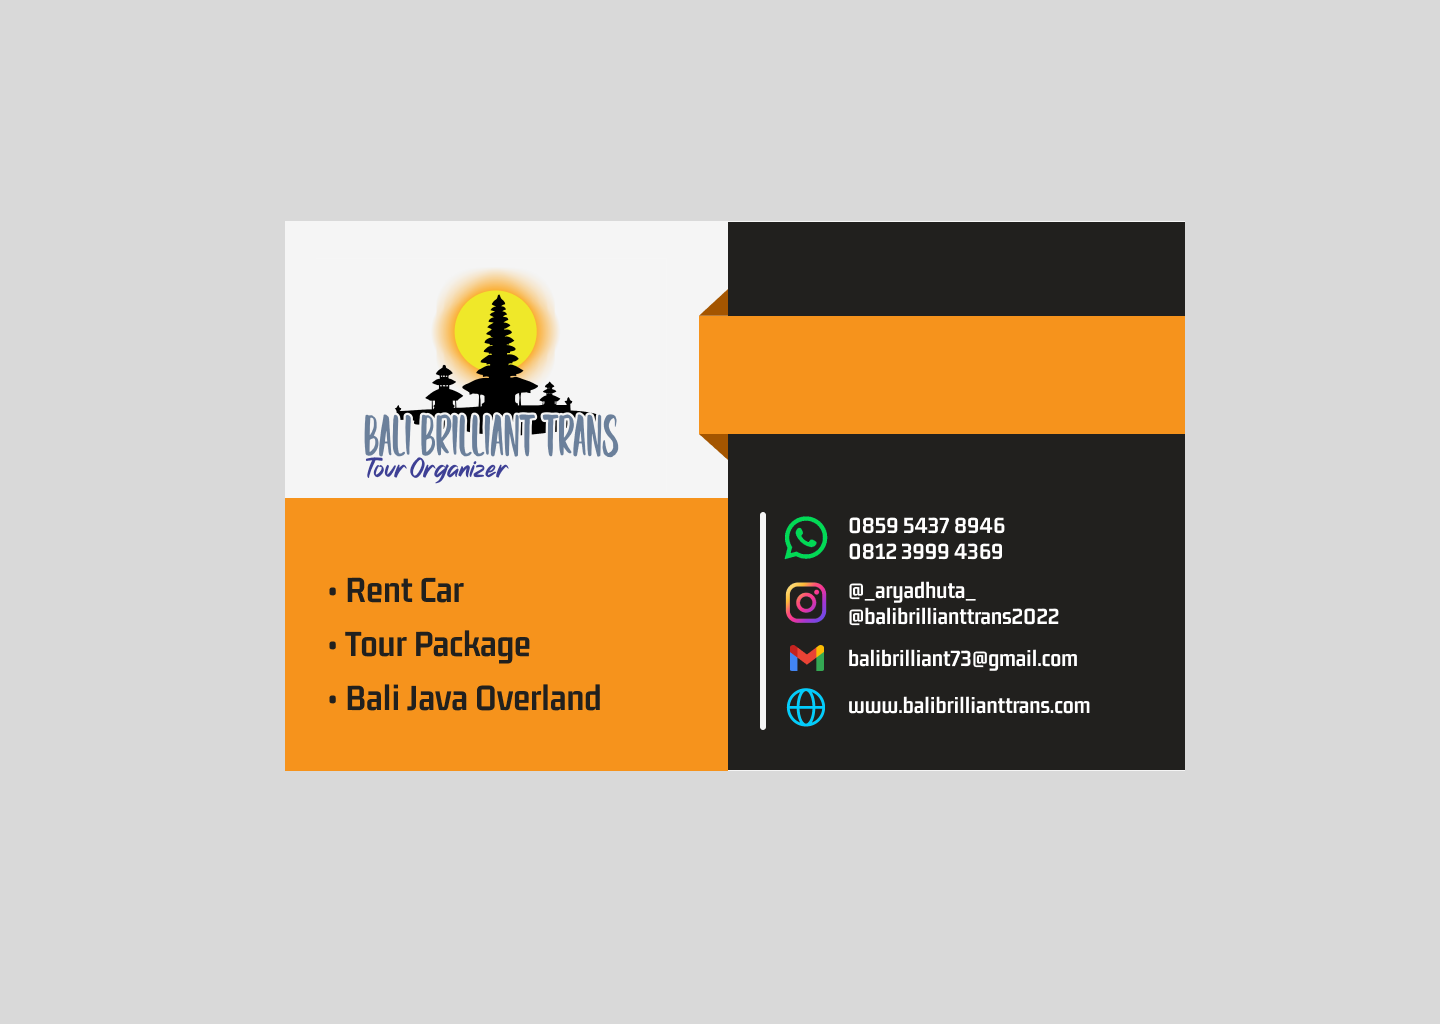 BALI BRILLIANT TRANS
Tour Organizer
• Rent Car
• Tour Package
• Bali Java Overland
0859 5437 8946
0812 3999 4369
@_aryadhuta_
@balibrillianttrans2022
balibrilliant73@gmail.com
www.balibrillianttrans.com